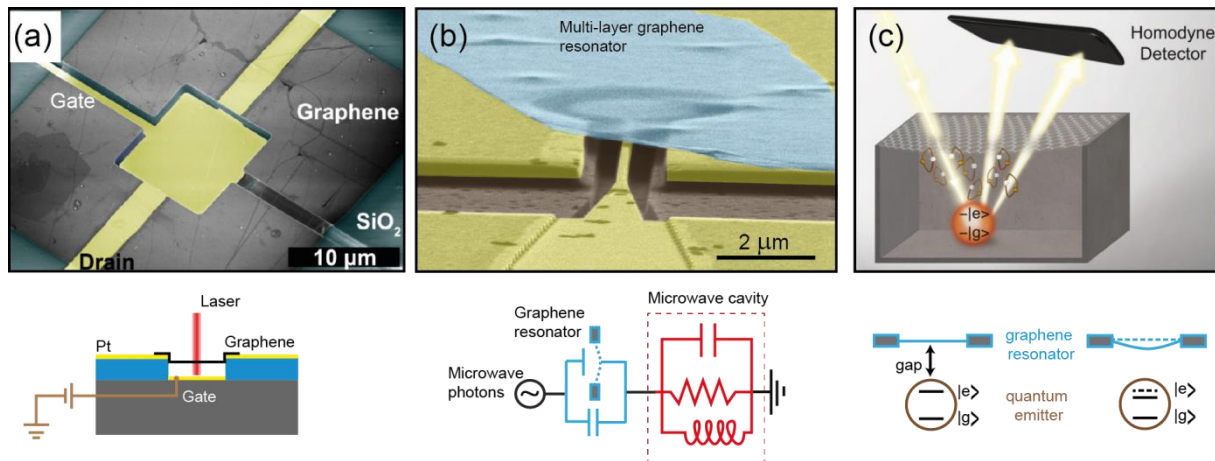 (a)
Gate
Graphene
SiO2
Drain
10 µm
(b)
Multi-layer graphene
resonator
2 µm
(c)
Homodyne
Detector
–|e>
–|g>
Laser
Pt
Graphene
Gate
Microwave cavity
Graphene
resonator
Microwave
photons
~
graphene
resonator
gap
|e>
|g>
quantum
emitter
|e>
|g>